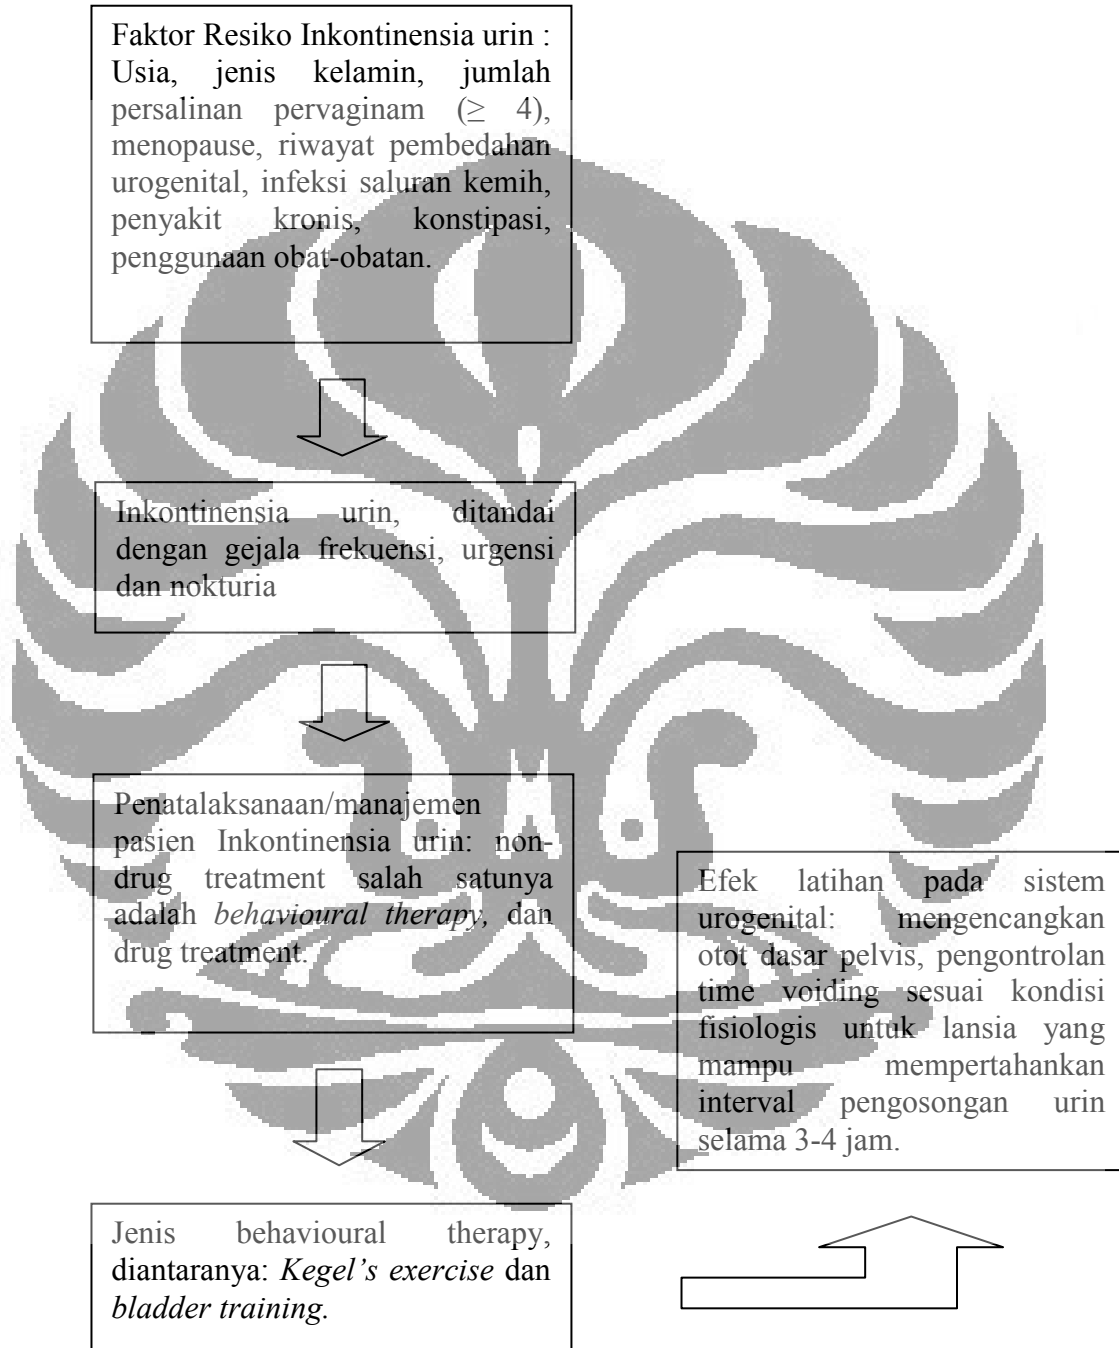 Faktor Resiko Inkontinensia urin :
Usia, jenis kelamin, jumlah
persalinan pervaginam (≥ 4),
menopause, riwayat pembedahan
urogenital, infeksi saluran kemih,
penyakit kronis, konstipasi,
penggunaan obat-obatan.
Inkontinensia urin, ditandai
dengan gejala frekuensi, urgensi
dan nokturia
Penatalaksanaan/manajemen
pasien Inkontinensia urin: non-
drug treatment salah satunya
adalah behavioural therapy, dan
drug treatment.
Jenis behavioural therapy,
diantaranya: Kegel’s exercise dan
bladder training.
Efek latihan pada sistem
urogenital: mengencangkan
otot dasar pelvis, pengontrolan
time voiding sesuai kondisi
fisiologis untuk lansia yang
mampu mempertahankan
interval pengosongan urin
selama 3-4 jam.